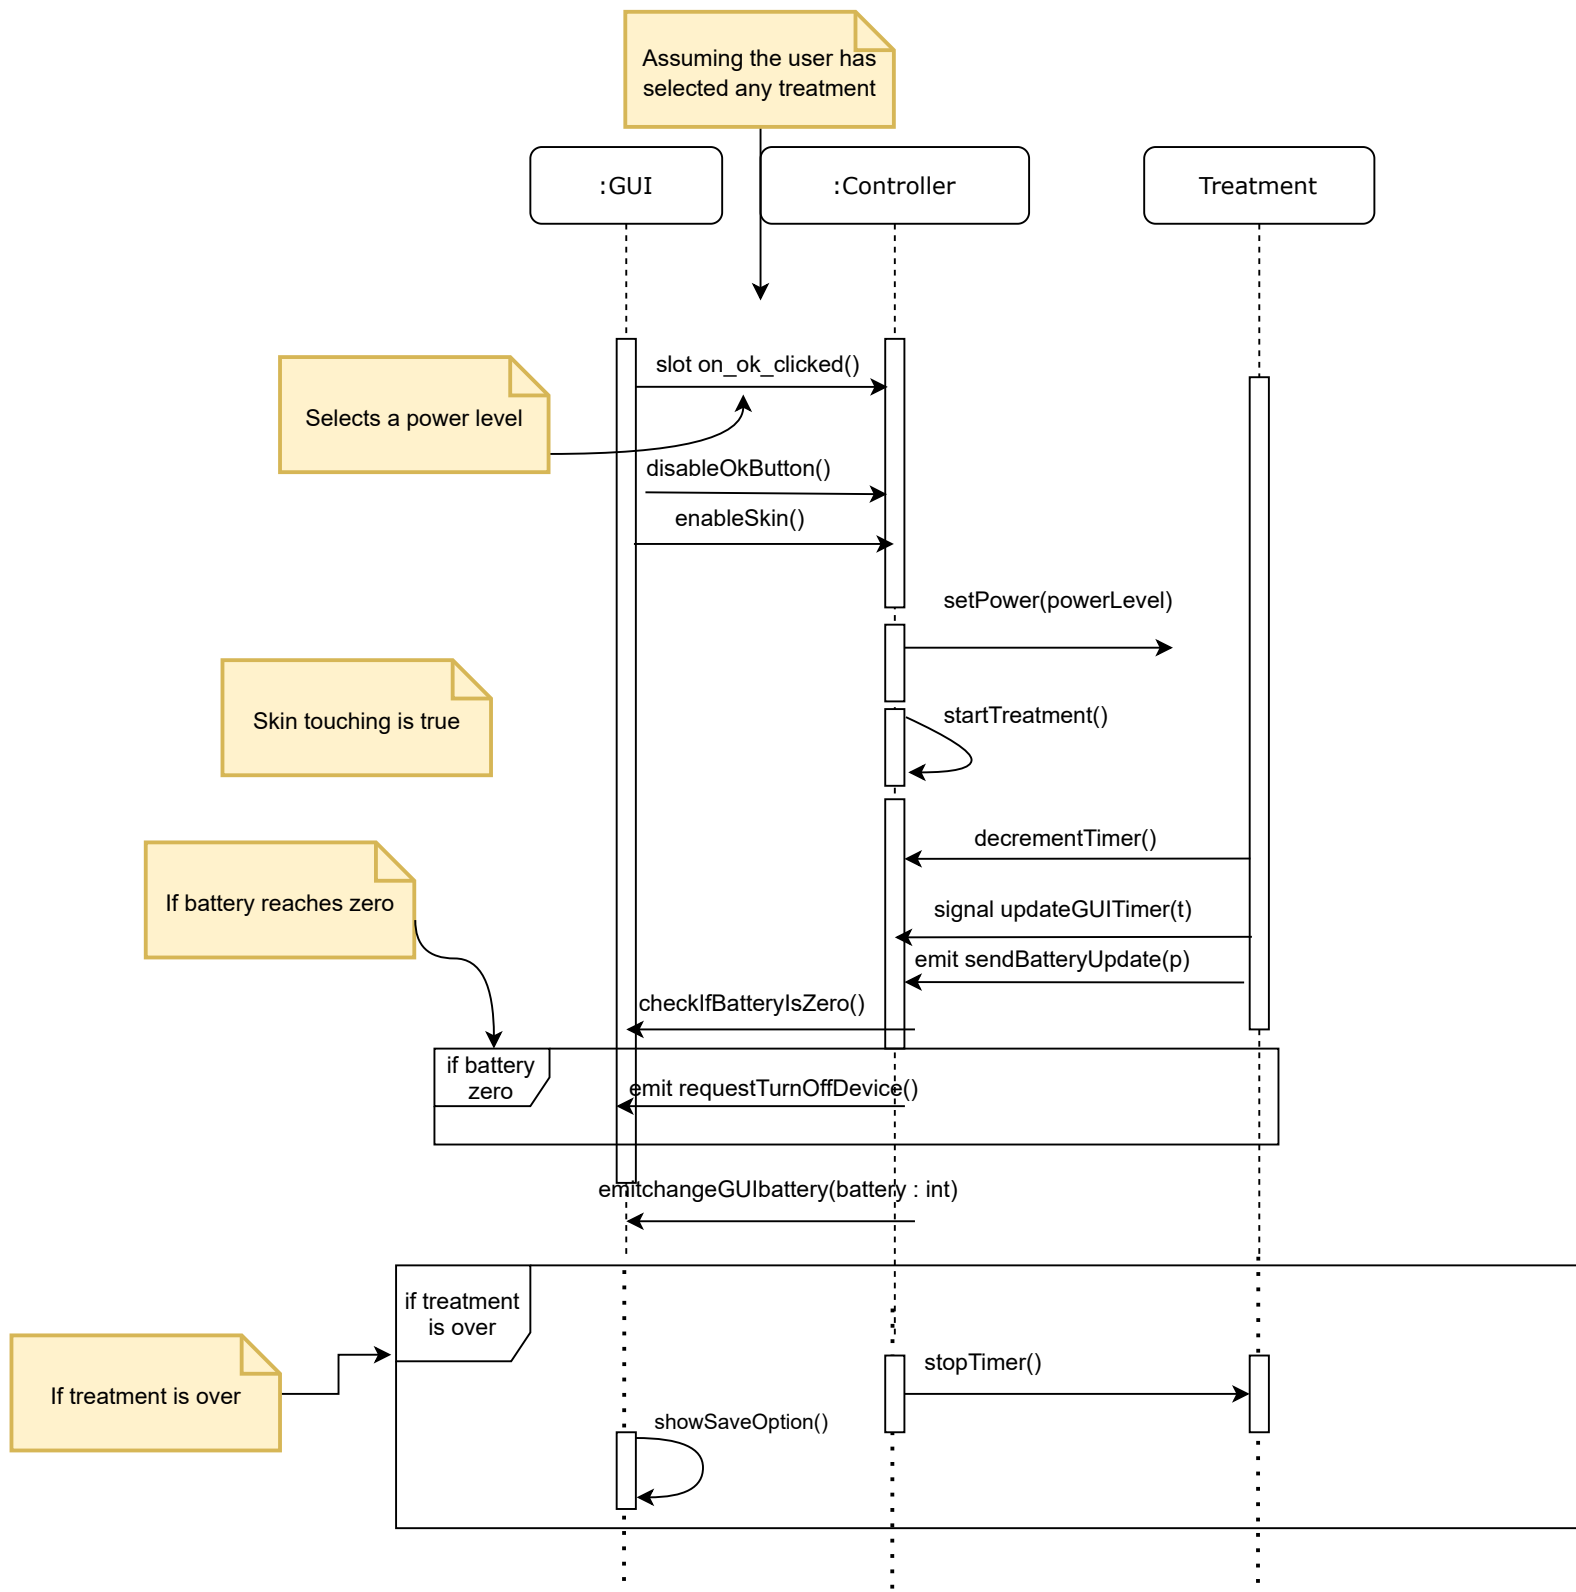 Assuming the user has
selected any treatment
:GUI
:Controller
Treatment
slot on_ok_clicked()
Selects a power level
disableOkButton()
enableSkin()
setPower(powerLevel)
Skin touching is true
startTreatment()
decrementTimer()
If battery reaches zero
signal updateGUITimer(t)
emit sendBatteryUpdate(p)
checkIfBatteryIsZero()
if battery
zero
emit requestTurnOffDevice()
emitchangeGUIbattery(battery : int)
if treatment
is over
stopTimer()
If treatment is over
showSaveOption()